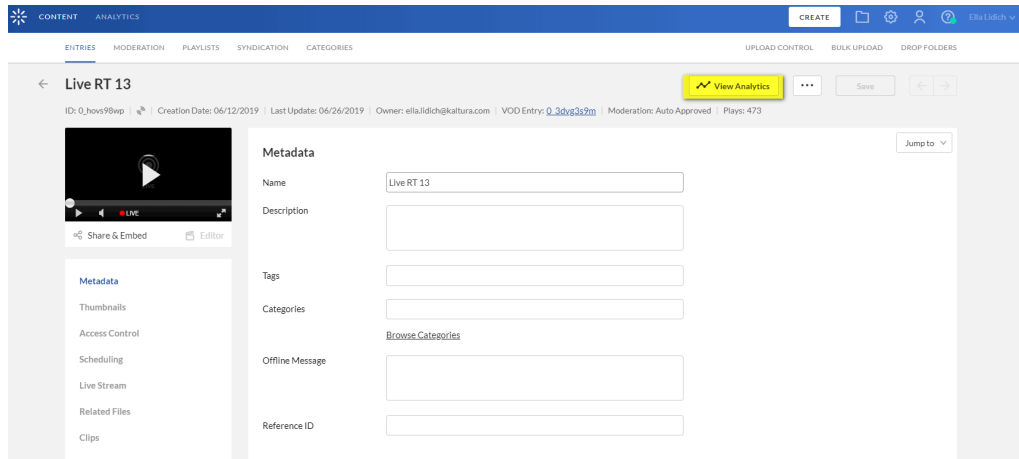 CONTENT ANALYTICS CREATE Ella Lidich
ENTRIES MODERATION PLAYLISTS SYNDICATION CATEGORIES UPLOAD CONTROL BULK UPLOAD DROP FOLDERS
Live RT 13 View Analytics ••• Save
ID: 0_hovs98wp | Creation Date: 06/12/2019 | Last Update: 06/26/2019 | Owner: ella.lidich@kaltura.com | VOD Entry: 0_3dvg3s9m | Moderation: Auto Approved | Plays: 473
Jump to
Metadata
Name Live RT 13
Description
LIVE
Share & Embed Editor
Tags
Metadata
Thumbnails
Categories
Access Control
Browse Categories
Scheduling
Offline Message
Live Stream
Related Files
Reference ID
Clips